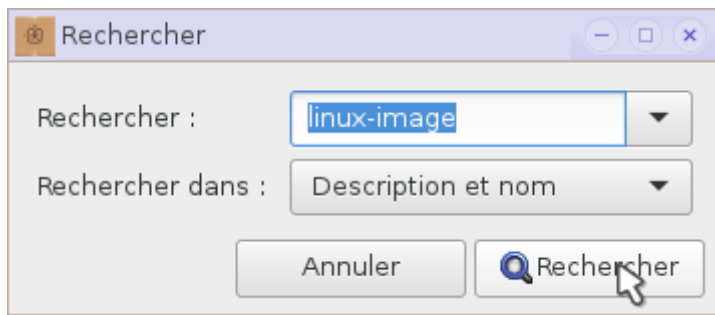 Rechercher
Rechercher : linux-image
Rechercher dans : Description et nom
Annuler Rechercher